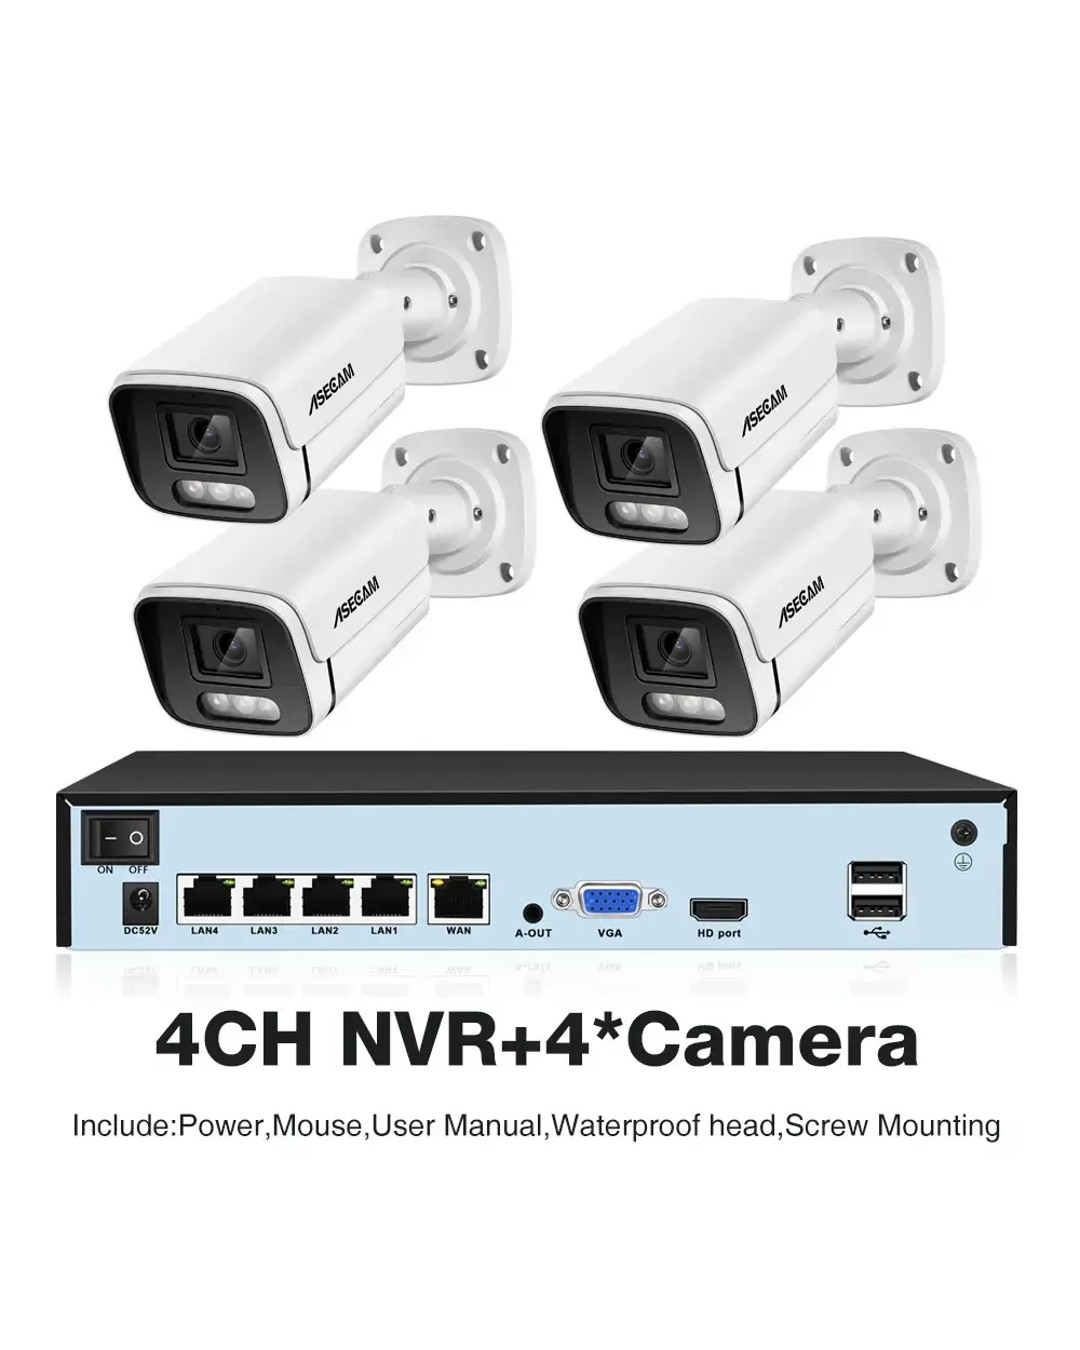 ASECAM
ASECAM
ASECAM
ASECAM
ON OFF
DC52V LAN4 LAN3 LAN2 LAN1 WAN A-OUT VGA HD port
4CH NVR+4*Camera
Include:Power,Mouse,User Manual,Waterproof head,Screw Mounting